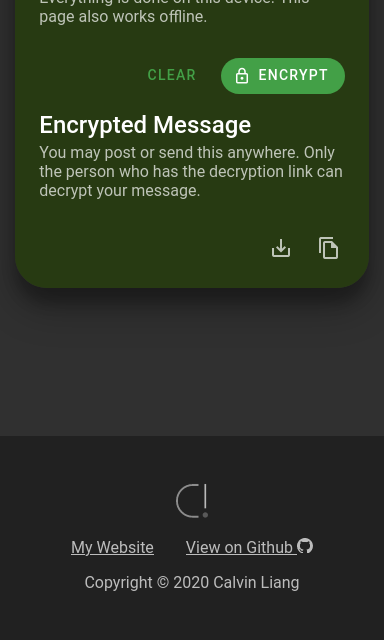 Everything is done on this device. This
page also works offline.
CLEAR
ENCRYPT
Encrypted Message
You may post or send this anywhere. Only
the person who has the decryption link can
decrypt your message.
C!
My Website
View on Github
Copyright © 2020 Calvin Liang